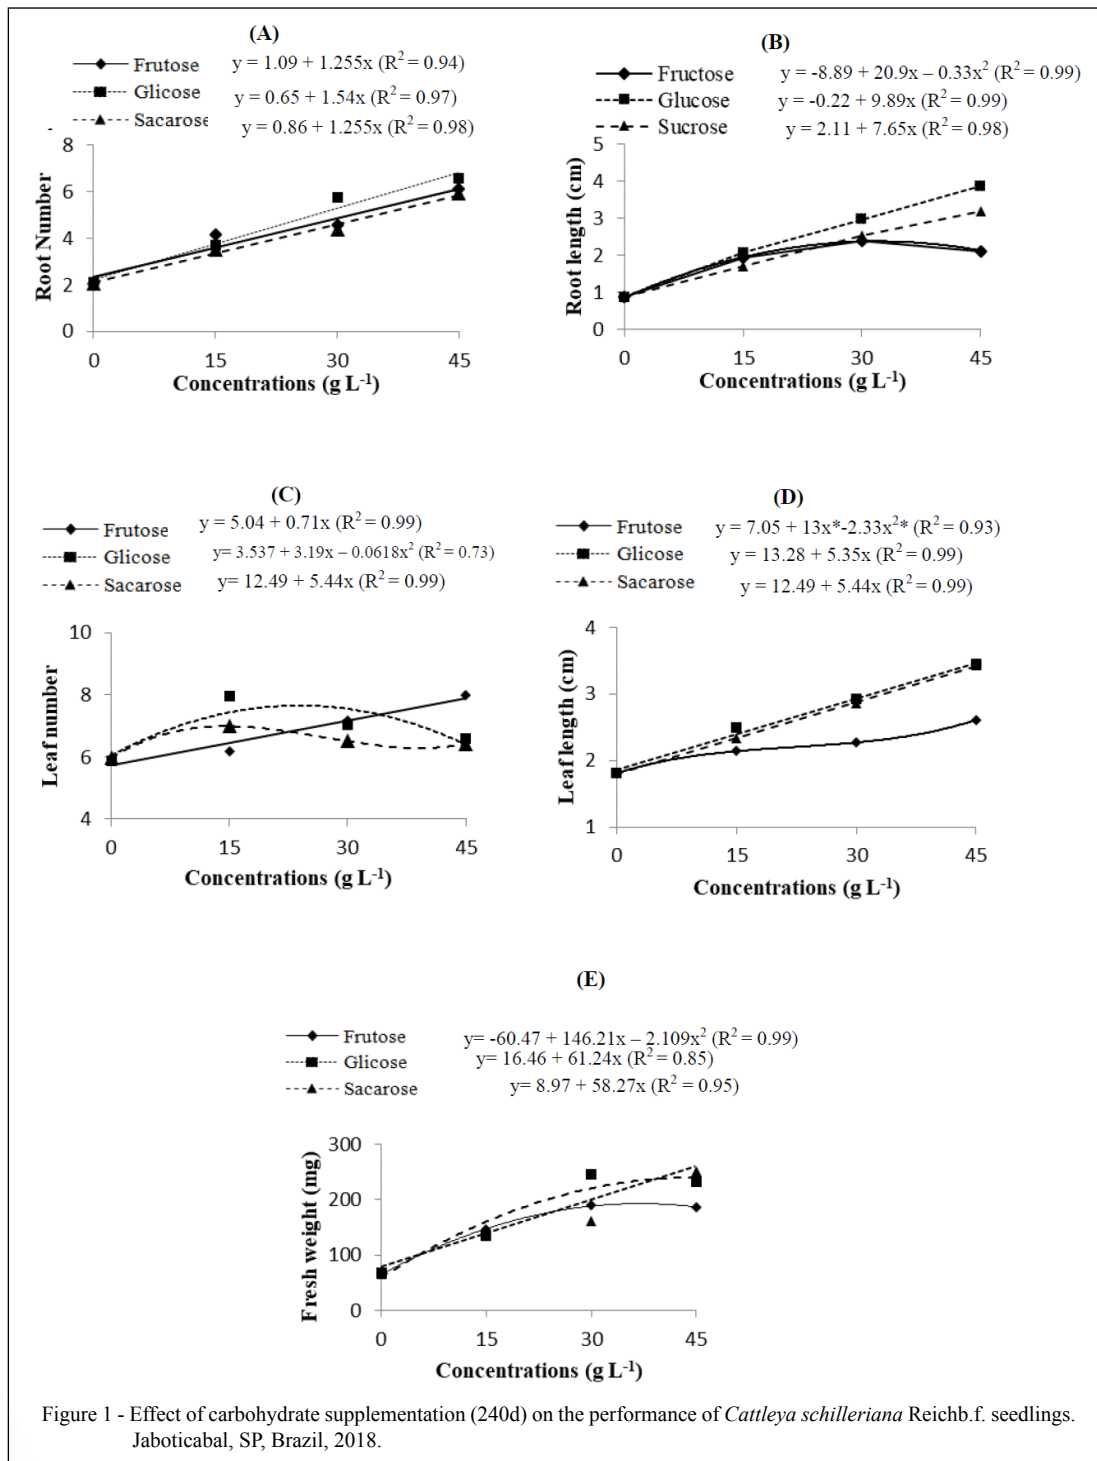 (A)
Frutose y = 1.09 + 1.255x (R² = 0.94)
Glicose y = 0.65 + 1.54x (R² = 0.97)
Sacarose y = 0.86 + 1.255x (R² = 0.98)
8
6
4
2
0
Root Number
0 15 30 45
Concentrations (g L⁻¹)
(B)
Fructose y = -8.89 + 20.9x – 0.33x² (R² = 0.99)
Glucose y = -0.22 + 9.89x (R² = 0.99)
Sucrose y = 2.11 + 7.65x (R² = 0.98)
5
4
3
2
1
0
Root length (cm)
0 15 30 45
Concentrations (g L⁻¹)
(C)
Frutose y = 5.04 + 0.71x (R² = 0.99)
Glicose y= 3.537 + 3.19x – 0.0618x² (R² = 0.73)
Sacarose y= 12.49 + 5.44x (R² = 0.99)
10
8
6
4
Leaf number
0 15 30 45
Concentrations (g L⁻¹)
(D)
Frutose y = 7.05 + 13x*-2.33x²* (R² = 0.93)
Glicose y = 13.28 + 5.35x (R² = 0.99)
Sacarose y = 12.49 + 5.44x (R² = 0.99)
4
3
2
1
Leaf length (cm)
0 15 30 45
Concentrations (g L⁻¹)
(E)
Frutose y= -60.47 + 146.21x – 2.109x² (R² = 0.99)
Glicose y= 16.46 + 61.24x (R² = 0.85)
Sacarose y= 8.97 + 58.27x (R² = 0.95)
300
200
100
0
Fresh weight (mg)
0 15 30 45
Concentrations (g L⁻¹)
Figure 1 - Effect of carbohydrate supplementation (240d) on the performance of Cattleya schilleriana Reichb.f. seedlings.
Jaboticabal, SP, Brazil, 2018.